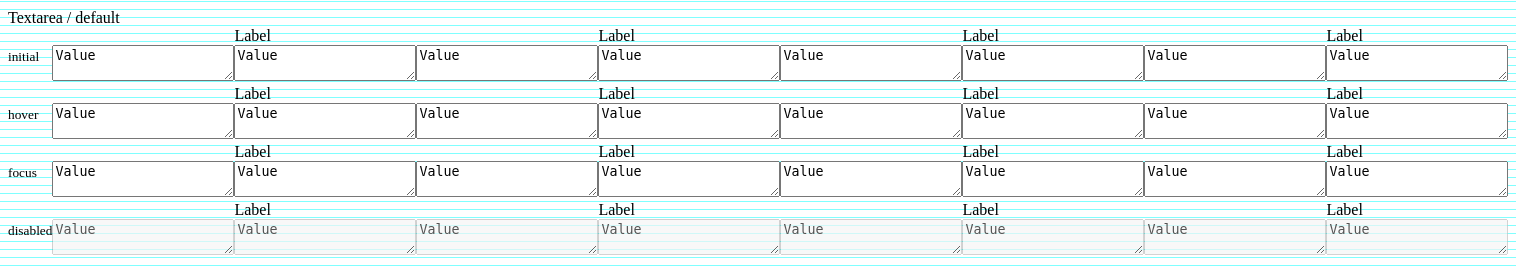 Textarea / default
Label Label Label Label
initial Value Value Value Value Value Value Value Value
Label Label Label Label
hover Value Value Value Value Value Value Value Value
Label Label Label Label
focus Value Value Value Value Value Value Value Value
Label Label Label Label
disabled Value Value Value Value Value Value Value Value